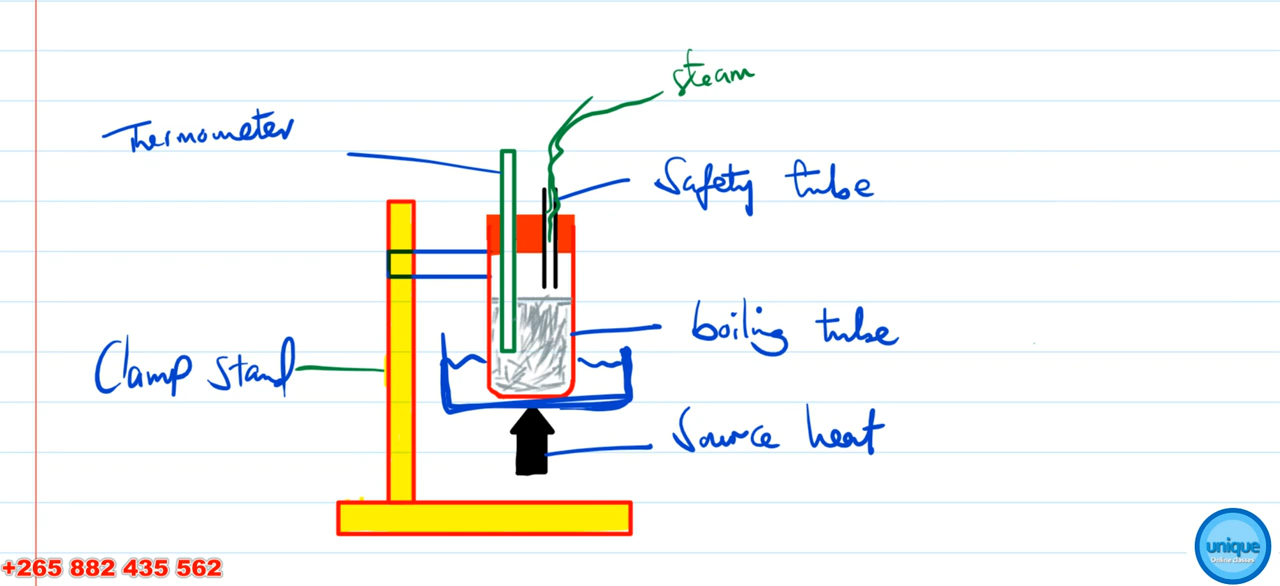 steam
Thermometer
Safety tube
boiling tube
Clamp stand
Source heat
+265 882 435 562
unique
Online classes